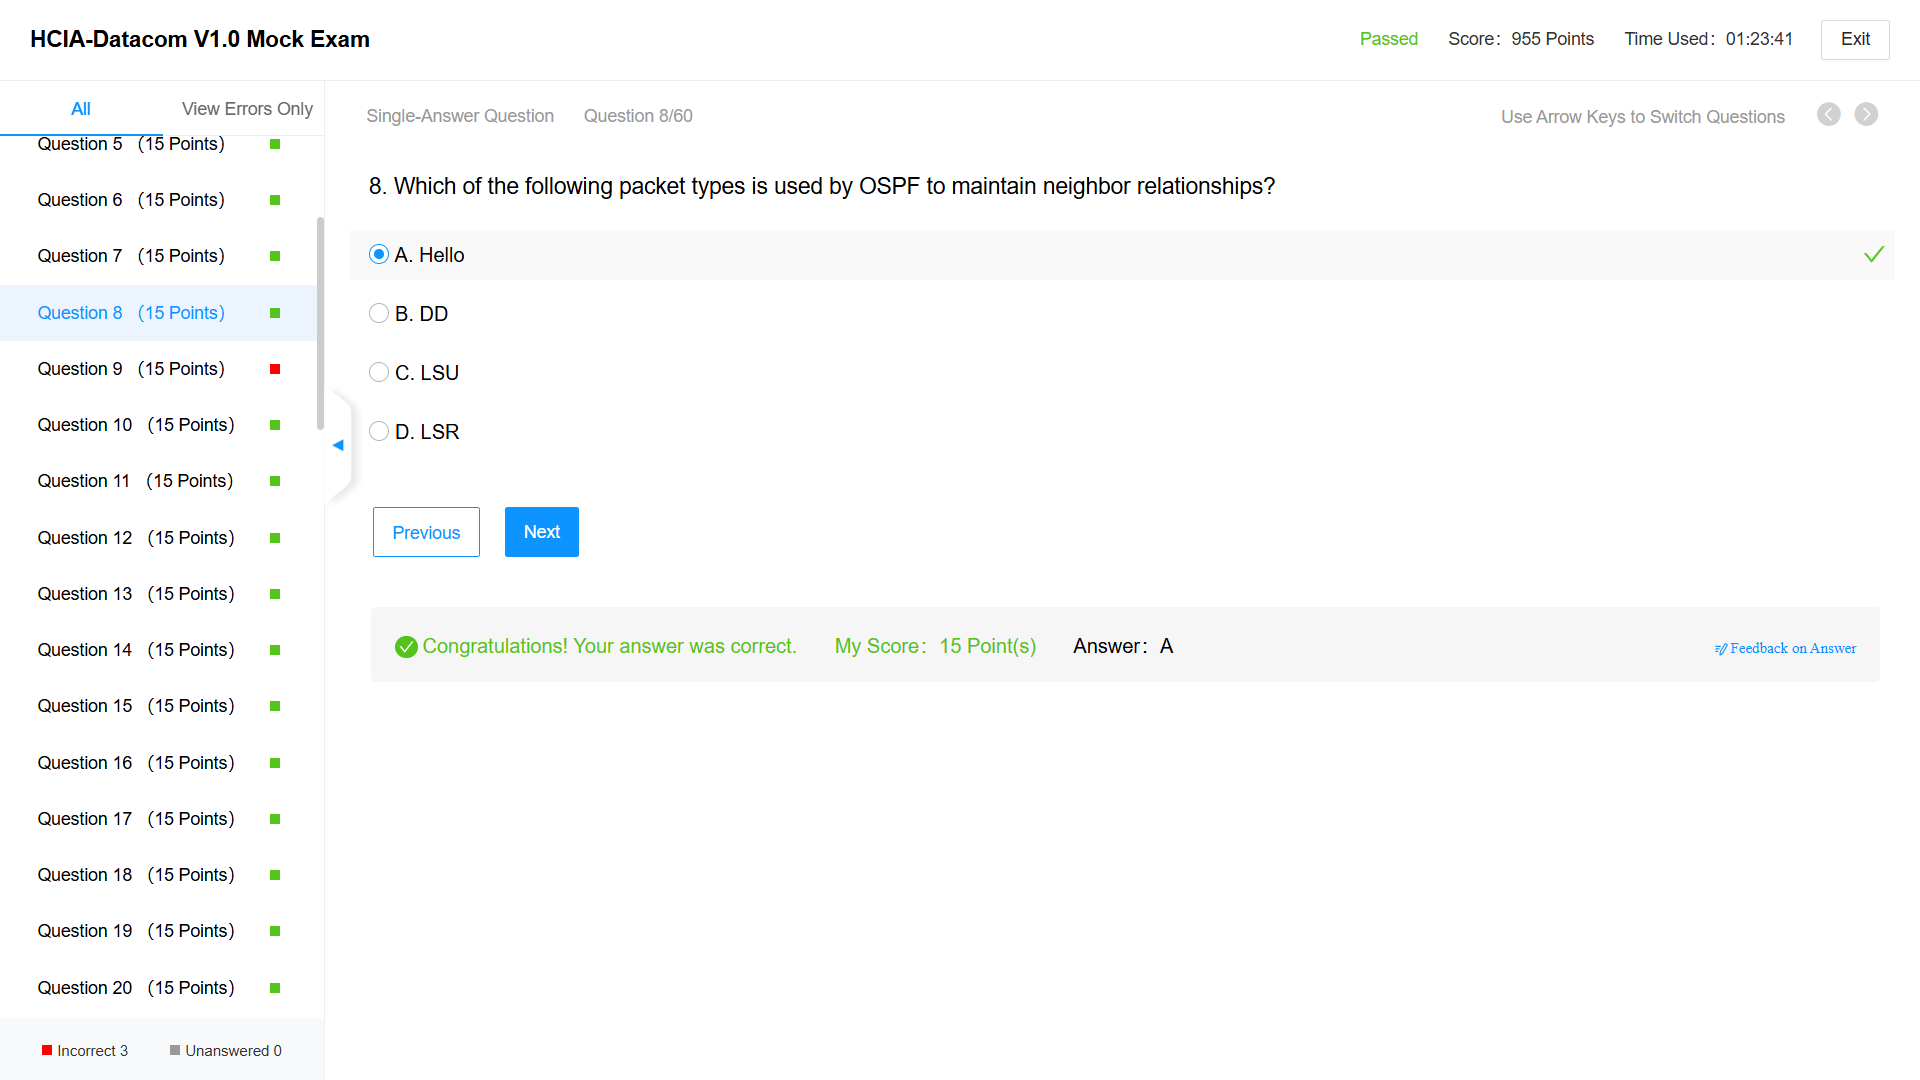 HCIA-Datacom V1.0 Mock Exam
Passed Score：955 Points Time Used：01:23:41 Exit
All View Errors Only
Single-Answer Question Question 8/60 Use Arrow Keys to Switch Questions
Question 5 (15 Points)
Question 6 (15 Points)
Question 7 (15 Points)
Question 8 (15 Points)
Question 9 (15 Points)
Question 10 (15 Points)
Question 11 (15 Points)
Question 12 (15 Points)
Question 13 (15 Points)
Question 14 (15 Points)
Question 15 (15 Points)
Question 16 (15 Points)
Question 17 (15 Points)
Question 18 (15 Points)
Question 19 (15 Points)
Question 20 (15 Points)
Incorrect 3 Unanswered 0
8. Which of the following packet types is used by OSPF to maintain neighbor relationships?
A. Hello
B. DD
C. LSU
D. LSR
Previous Next
Congratulations! Your answer was correct. My Score：15 Point(s) Answer：A Feedback on Answer